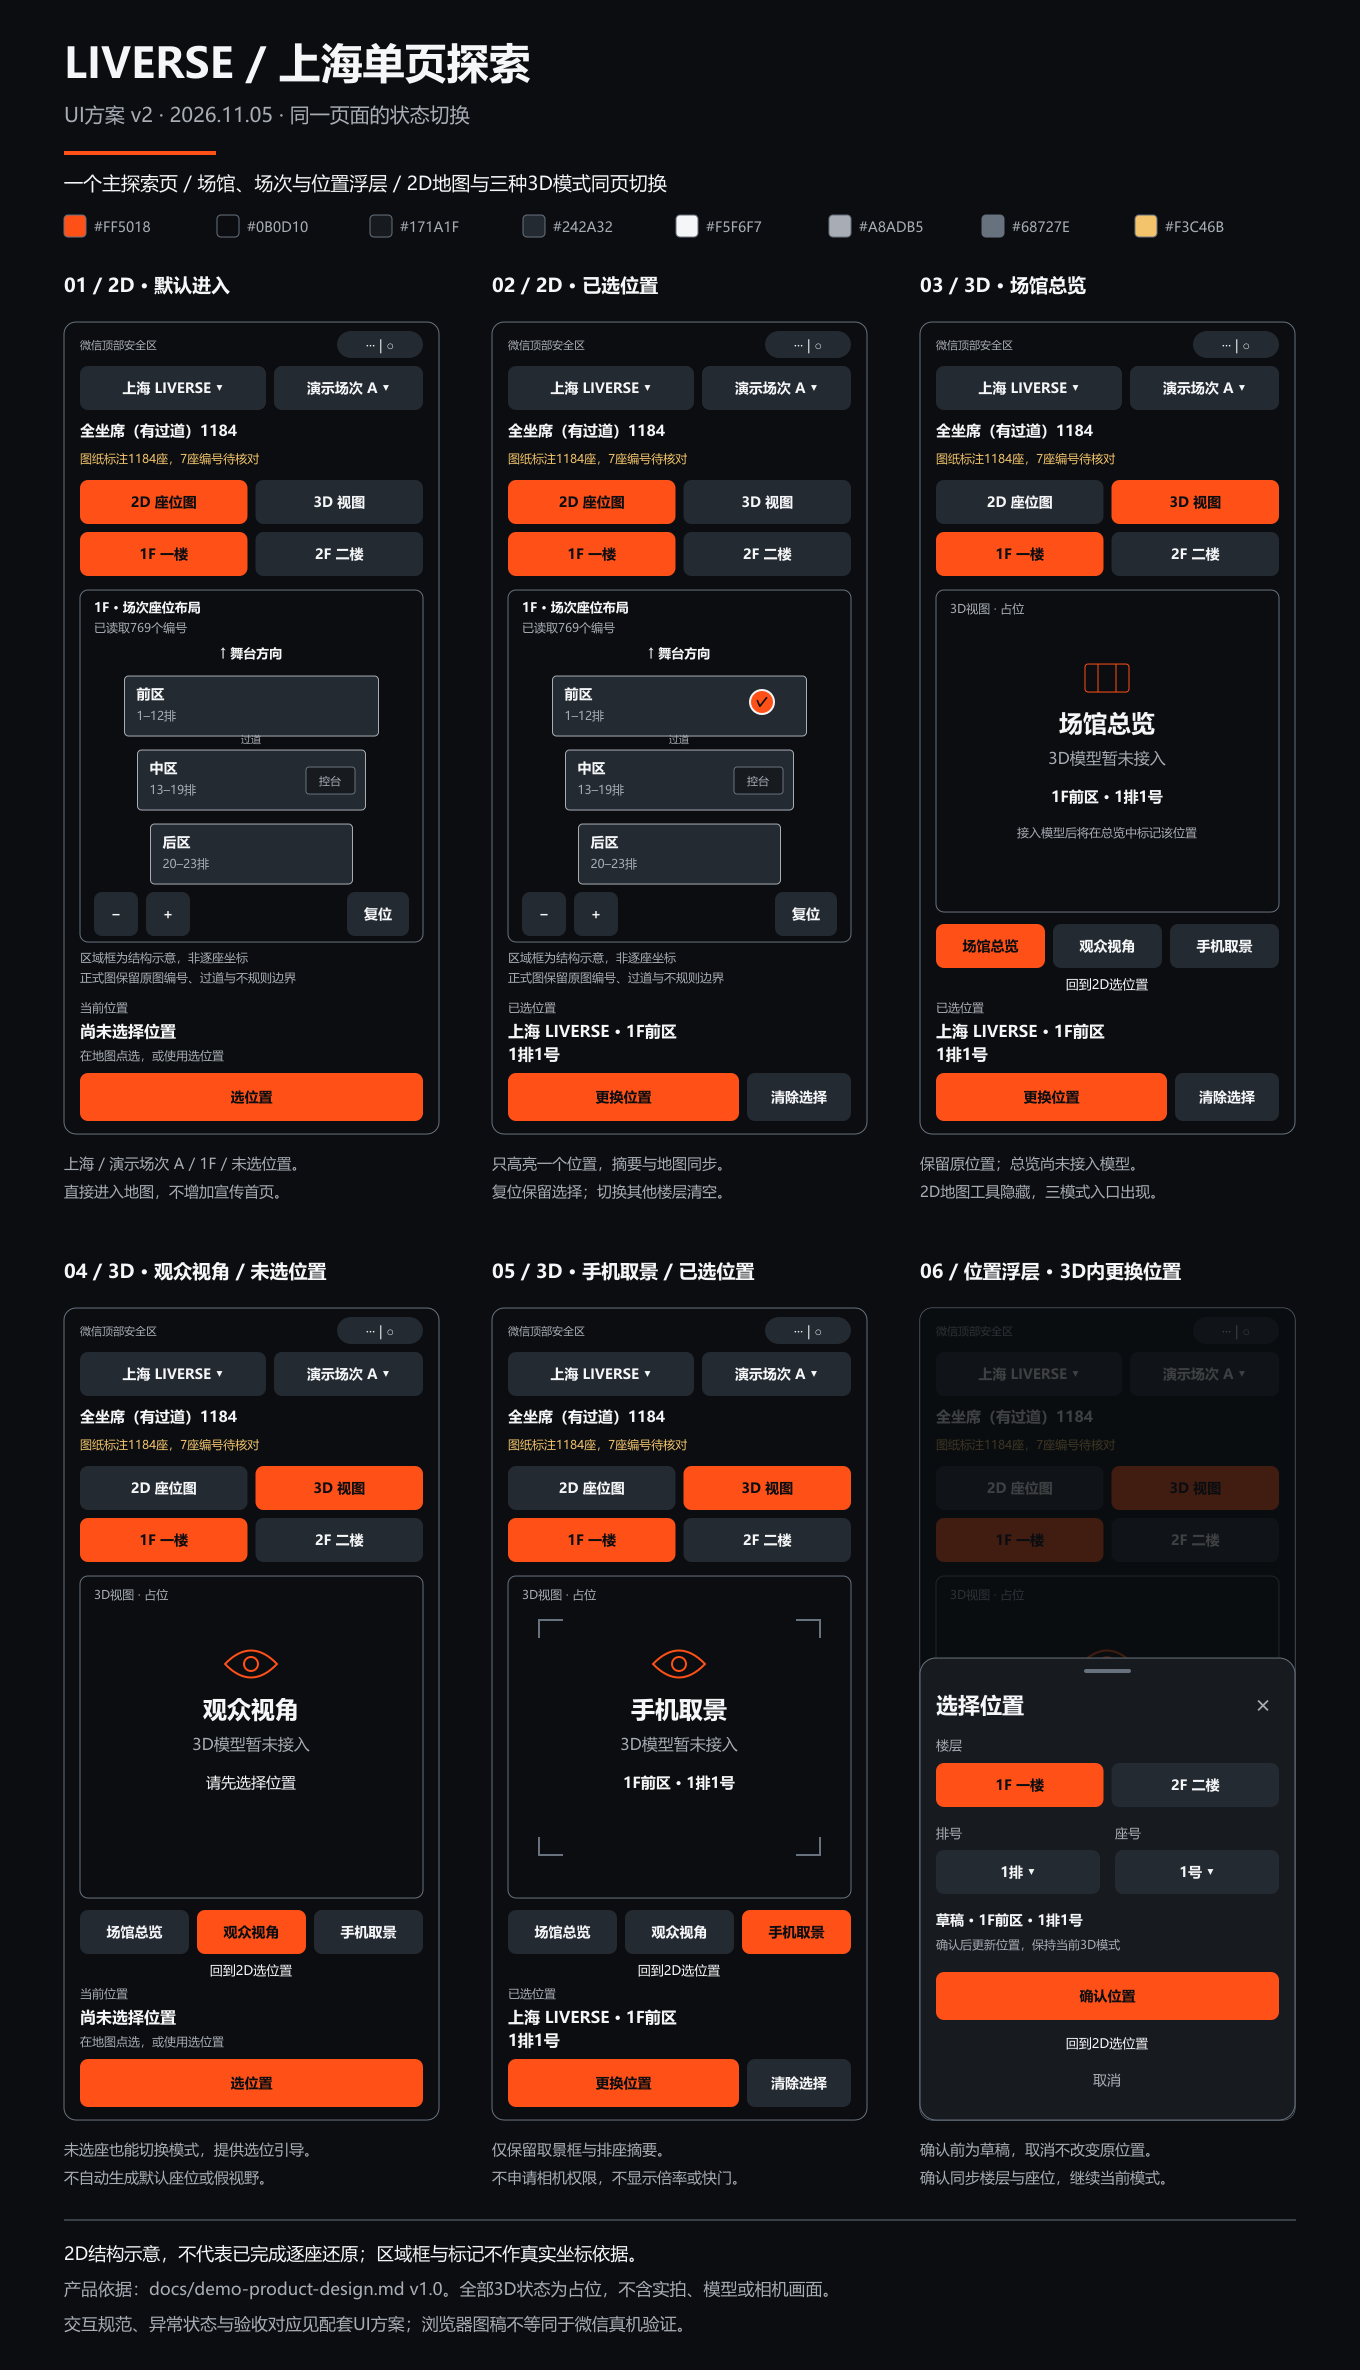 LIVERSE / 上海单页探索
UI方案 v2 · 2026.11.05 · 同一页面的状态切换
一个主探索页 / 场馆、场次与位置浮层 / 2D地图与三种3D模式同页切换
#FF5018 #0B0D10 #171A1F #242A32 #F5F6F7 #A8ADB5 #68727E #F3C46B
01 / 2D • 默认进入
微信顶部安全区
··· | ○
上海 LIVERSE ▾ 演示场次 A ▾
全坐席（有过道）1184
图纸标注1184座，7座编号待核对
2D 座位图 3D 视图
1F 一楼 2F 二楼
1F • 场次座位布局
已读取769个编号
↑ 舞台方向
前区
1–12排
过道
中区
13–19排
控台
后区
20–23排
− + 复位
区域框为结构示意，非逐座坐标
正式图保留原图编号、过道与不规则边界
当前位置
尚未选择位置
在地图点选，或使用选位置
选位置
上海 / 演示场次 A / 1F / 未选位置。
直接进入地图，不增加宣传首页。
02 / 2D • 已选位置
微信顶部安全区
··· | ○
上海 LIVERSE ▾ 演示场次 A ▾
全坐席（有过道）1184
图纸标注1184座，7座编号待核对
2D 座位图 3D 视图
1F 一楼 2F 二楼
1F • 场次座位布局
已读取769个编号
↑ 舞台方向
前区
1–12排
✓
过道
中区
13–19排
控台
后区
20–23排
− + 复位
区域框为结构示意，非逐座坐标
正式图保留原图编号、过道与不规则边界
已选位置
上海 LIVERSE • 1F前区
1排1号
更换位置 清除选择
只高亮一个位置，摘要与地图同步。
复位保留选择；切换其他楼层清空。
03 / 3D • 场馆总览
微信顶部安全区
··· | ○
上海 LIVERSE ▾ 演示场次 A ▾
全坐席（有过道）1184
图纸标注1184座，7座编号待核对
2D 座位图 3D 视图
1F 一楼 2F 二楼
3D视图 · 占位
场馆总览
3D模型暂未接入
1F前区 • 1排1号
接入模型后将在总览中标记该位置
场馆总览 观众视角 手机取景
回到2D选位置
已选位置
上海 LIVERSE • 1F前区
1排1号
更换位置 清除选择
保留原位置；总览尚未接入模型。
2D地图工具隐藏，三模式入口出现。
04 / 3D • 观众视角 / 未选位置
微信顶部安全区
··· | ○
上海 LIVERSE ▾ 演示场次 A ▾
全坐席（有过道）1184
图纸标注1184座，7座编号待核对
2D 座位图 3D 视图
1F 一楼 2F 二楼
3D视图 · 占位
观众视角
3D模型暂未接入
请先选择位置
场馆总览 观众视角 手机取景
回到2D选位置
当前位置
尚未选择位置
在地图点选，或使用选位置
选位置
未选座也能切换模式，提供选位引导。
不自动生成默认座位或假视野。
05 / 3D • 手机取景 / 已选位置
微信顶部安全区
··· | ○
上海 LIVERSE ▾ 演示场次 A ▾
全坐席（有过道）1184
图纸标注1184座，7座编号待核对
2D 座位图 3D 视图
1F 一楼 2F 二楼
3D视图 · 占位
手机取景
3D模型暂未接入
1F前区 • 1排1号
场馆总览 观众视角 手机取景
回到2D选位置
已选位置
上海 LIVERSE • 1F前区
1排1号
更换位置 清除选择
仅保留取景框与排座摘要。
不申请相机权限，不显示倍率或快门。
06 / 位置浮层 • 3D内更换位置
微信顶部安全区
··· | ○
上海 LIVERSE ▾ 演示场次 A ▾
全坐席（有过道）1184
图纸标注1184座，7座编号待核对
2D 座位图 3D 视图
1F 一楼 2F 二楼
3D视图 · 占位
选择位置 ×
楼层
1F 一楼 2F 二楼
排号 座号
1排 ▾ 1号 ▾
草稿 • 1F前区 • 1排1号
确认后更新位置，保持当前3D模式
确认位置
回到2D选位置
取消
确认前为草稿，取消不改变原位置。
确认同步楼层与座位，继续当前模式。
2D结构示意，不代表已完成逐座还原；区域框与标记不作真实坐标依据。
产品依据：docs/demo-product-design.md v1.0。全部3D状态为占位，不含实拍、模型或相机画面。
交互规范、异常状态与验收对应见配套UI方案；浏览器图稿不等同于微信真机验证。